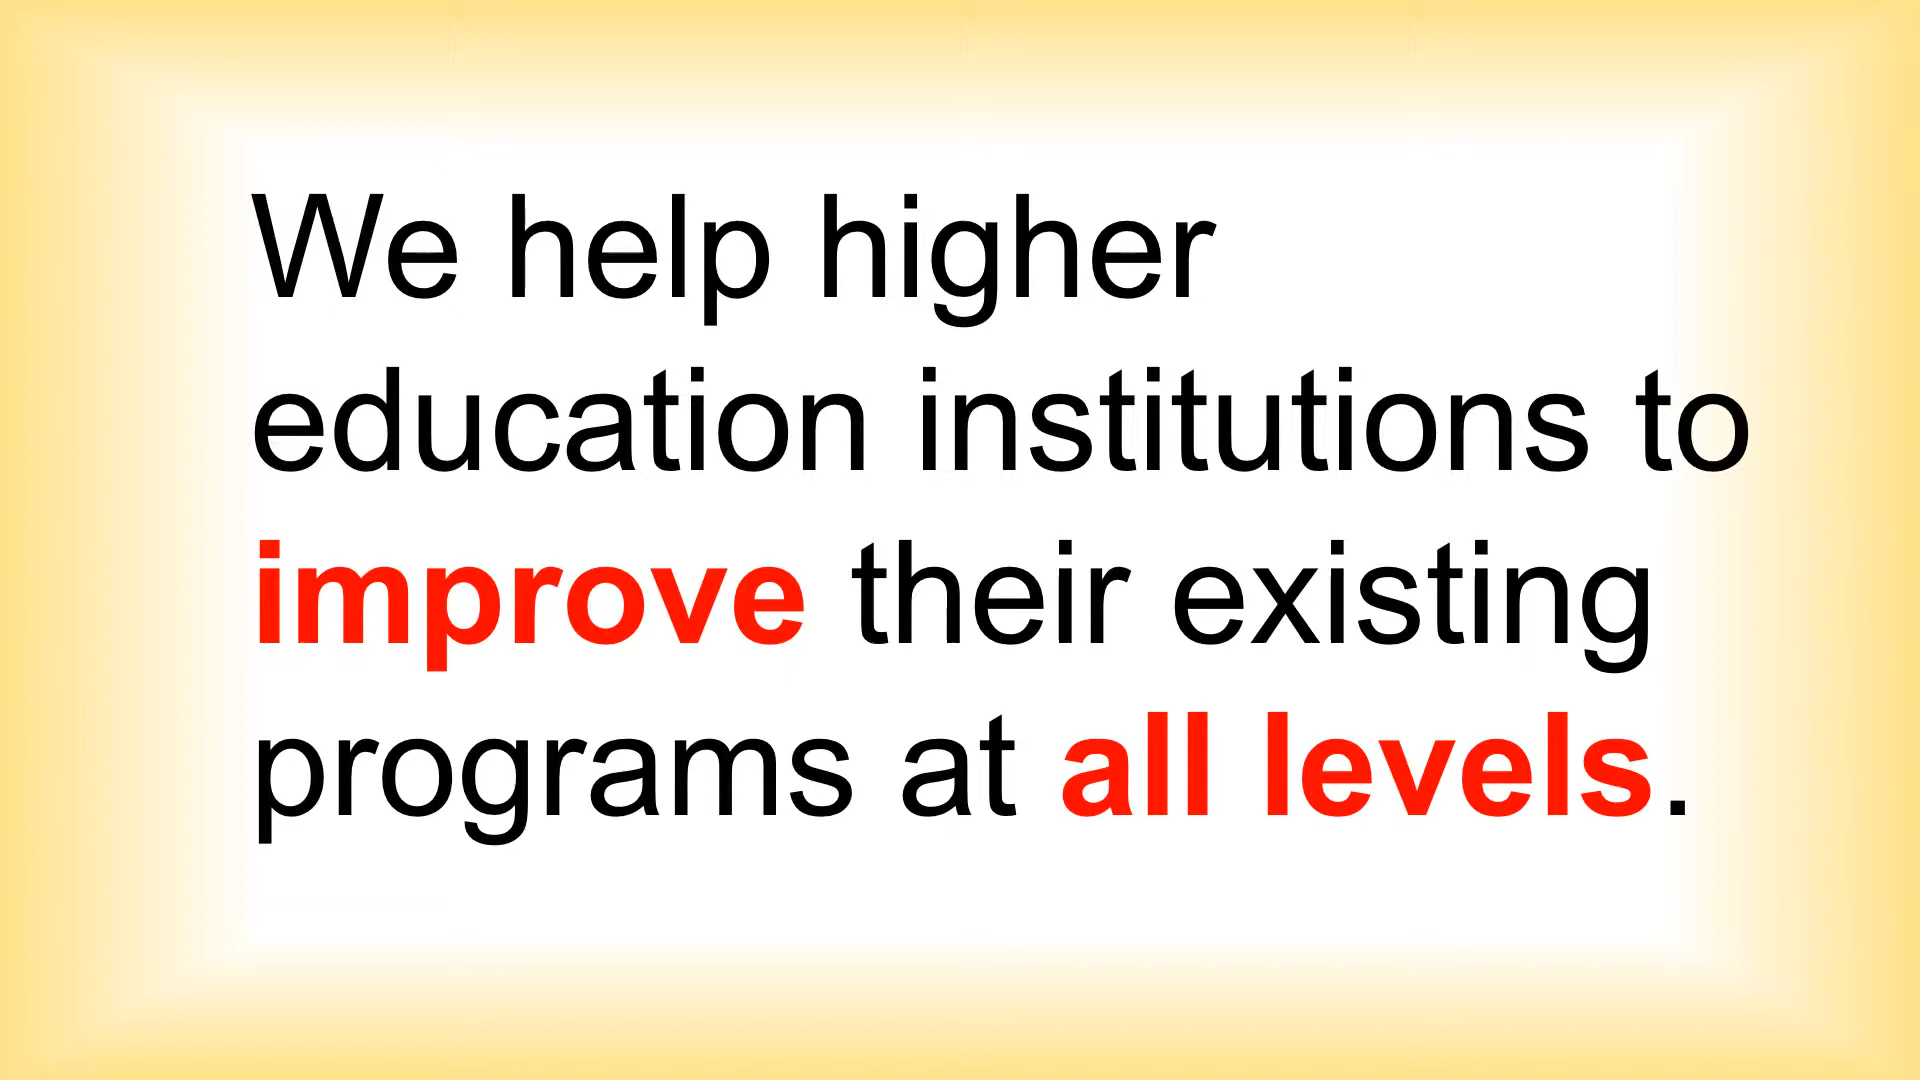 We help higher
education institutions to
improve their existing
programs at all levels.